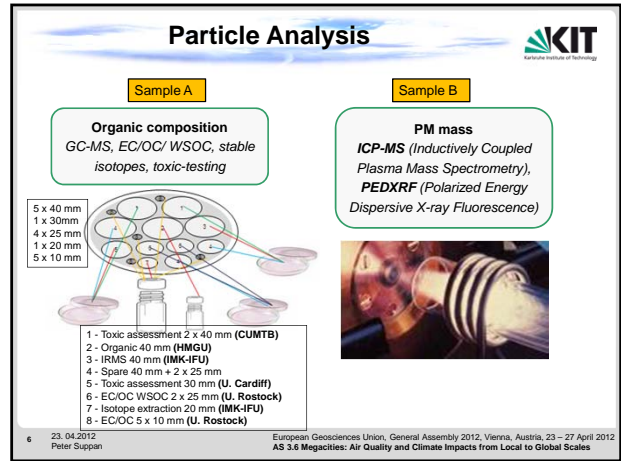 Particle Analysis
KIT
Karlsruhe Institute of Technology
Sample A
Organic composition
GC-MS, EC/OC/ WSOC, stable
isotopes, toxic-testing
Sample B
PM mass
ICP-MS (Inductively Coupled
Plasma Mass Spectrometry),
PEDXRF (Polarized Energy
Dispersive X-ray Fluorescence)
5 x 40 mm
1 x 30mm
4 x 25 mm
1 x 20 mm
5 x 10 mm
1 - Toxic assessment 2 x 40 mm (CUMTB)
2 - Organic 40 mm (HMGU)
3 - IRMS 40 mm (IMK-IFU)
4 - Spare 40 mm + 2 x 25 mm
5 - Toxic assessment 30 mm (U. Cardiff)
6 - EC/OC WSOC 2 x 25 mm (U. Rostock)
7 - Isotope extraction 20 mm (IMK-IFU)
8 - EC/OC 5 x 10 mm (U. Rostock)
6
23. 04.2012
Peter Suppan
European Geosciences Union, General Assembly 2012, Vienna, Austria, 23 – 27 April 2012
AS 3.6 Megacities: Air Quality and Climate Impacts from Local to Global Scales